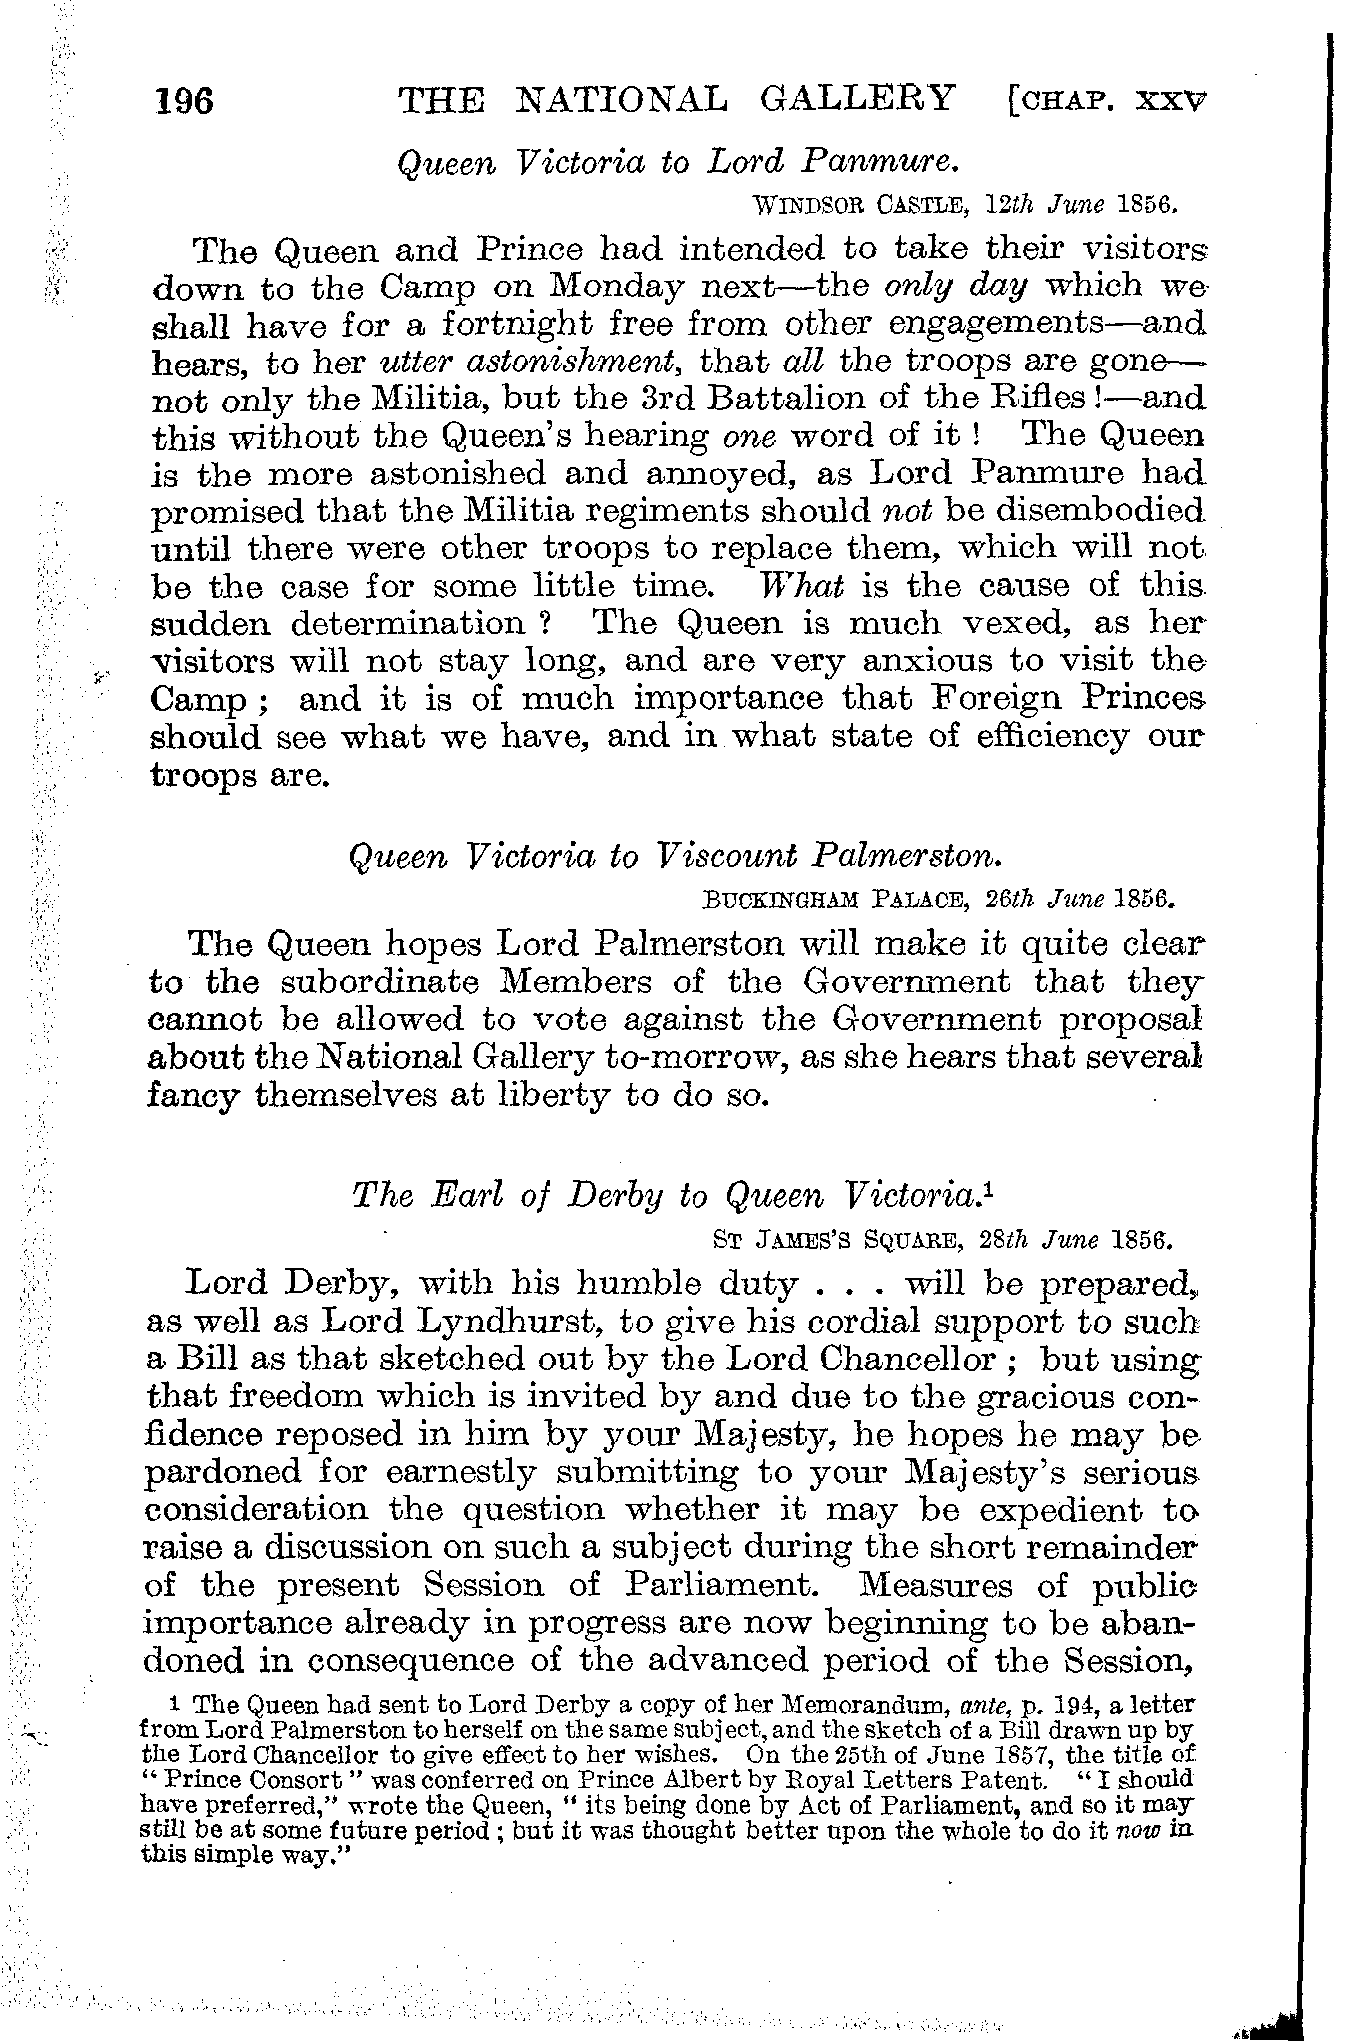 196 THE NATIONAL GALLERY [CHAP. XXV
Queen Victoria to Lord Panmure.
WINDSOR CASTLE, 12th June 1856.
The Queen and Prince had intended to take their visitors
down to the Camp on Monday next—the only day which we
shall have for a fortnight free from other engagements—and
hears, to her utter astonishment, that all the troops are gone—
not only the Militia, but the 3rd Battalion of the Rifles!—and
this without the Queen's hearing one word of it! The Queen
is the more astonished and annoyed, as Lord Panmure had
promised that the Militia regiments should not be disembodied
until there were other troops to replace them, which will not
be the case for some little time. What is the cause of this
sudden determination? The Queen is much vexed, as her
visitors will not stay long, and are very anxious to visit the
Camp; and it is of much importance that Foreign Princes
should see what we have, and in what state of efficiency our
troops are.
Queen Victoria to Viscount Palmerston.
BUCKINGHAM PALACE, 26th June 1856.
The Queen hopes Lord Palmerston will make it quite clear
to the subordinate Members of the Government that they
cannot be allowed to vote against the Government proposal
about the National Gallery to-morrow, as she hears that several
fancy themselves at liberty to do so.
The Earl of Derby to Queen Victoria.¹
ST JAMES'S SQUARE, 28th June 1856.
Lord Derby, with his humble duty . . . will be prepared,
as well as Lord Lyndhurst, to give his cordial support to such
a Bill as that sketched out by the Lord Chancellor; but using
that freedom which is invited by and due to the gracious con-
fidence reposed in him by your Majesty, he hopes he may be
pardoned for earnestly submitting to your Majesty's serious
consideration the question whether it may be expedient to
raise a discussion on such a subject during the short remainder
of the present Session of Parliament. Measures of public
importance already in progress are now beginning to be aban-
doned in consequence of the advanced period of the Session,
1 The Queen had sent to Lord Derby a copy of her Memorandum, ante, p. 194, a letter
from Lord Palmerston to herself on the same subject, and the sketch of a Bill drawn up by
the Lord Chancellor to give effect to her wishes. On the 25th of June 1857, the title of
"Prince Consort" was conferred on Prince Albert by Royal Letters Patent. "I should
have preferred," wrote the Queen, "its being done by Act of Parliament, and so it may
still be at some future period; but it was thought better upon the whole to do it now in
this simple way."